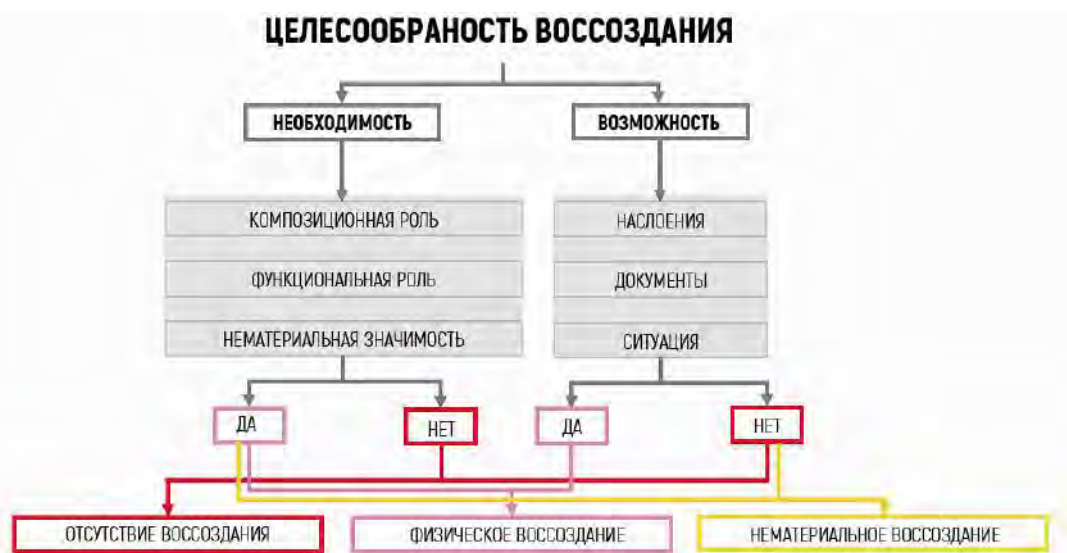 ЦЕЛЕСООБРАНОСТЬ ВОССОЗДАНИЯ
НЕОБХОДИМОСТЬ
ВОЗМОЖНОСТЬ
КОМПОЗИЦИОННАЯ РОЛЬ
НАСЛОЕНИЯ
ФУНКЦИОНАЛЬНАЯ РОЛЬ
ДОКУМЕНТЫ
НЕМАТЕРИАЛЬНАЯ ЗНАЧИМОСТЬ
СИТУАЦИЯ
ДА
НЕТ
ДА
НЕТ
ОТСУТСТВИЕ ВОССОЗДАНИЯ
ФИЗИЧЕСКОЕ ВОССОЗДАНИЕ
НЕМАТЕРИАЛЬНОЕ ВОССОЗДАНИЕ